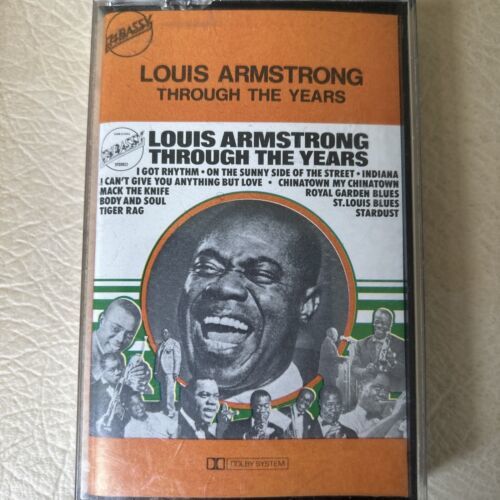 EMBASSY
LOUIS ARMSTRONG
THROUGH THE YEARS
EMBASSY
STEREO
LOUIS ARMSTRONG
THROUGH THE YEARS
I GOT RHYTHM • ON THE SUNNY SIDE OF THE STREET • INDIANA
I CAN'T GIVE YOU ANYTHING BUT LOVE • CHINATOWN MY CHINATOWN
MACK THE KNIFE ROYAL GARDEN BLUES
BODY AND SOUL ST. LOUIS BLUES
TIGER RAG STARDUST
DOLBY SYSTEM